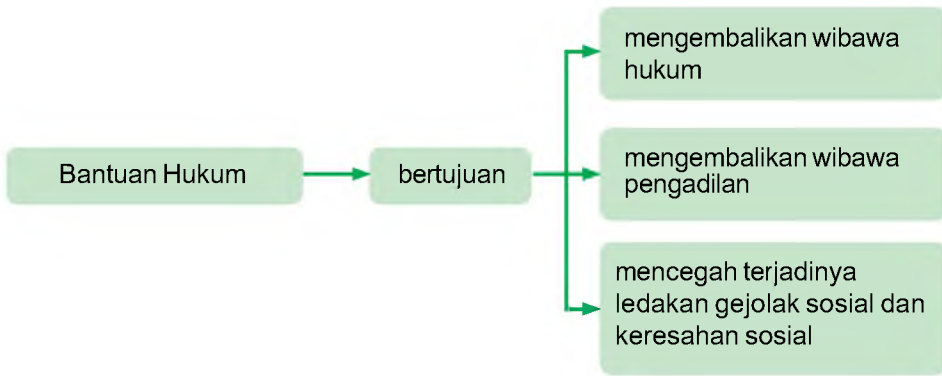 Bantuan Hukum
bertujuan
mengembalikan wibawa
hukum
mengembalikan wibawa
pengadilan
mencegah terjadinya
ledakan gejolak sosial dan
keresahan sosial